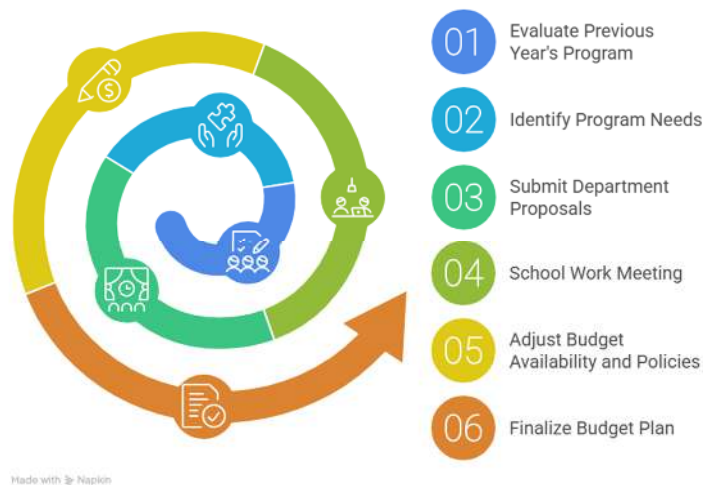 01
Evaluate Previous
Year's Program
02
Identify Program Needs
03
Submit Department
Proposals
04
School Work Meeting
05
Adjust Budget
Availability and Policies
06
Finalize Budget Plan
$
Made with Napkin